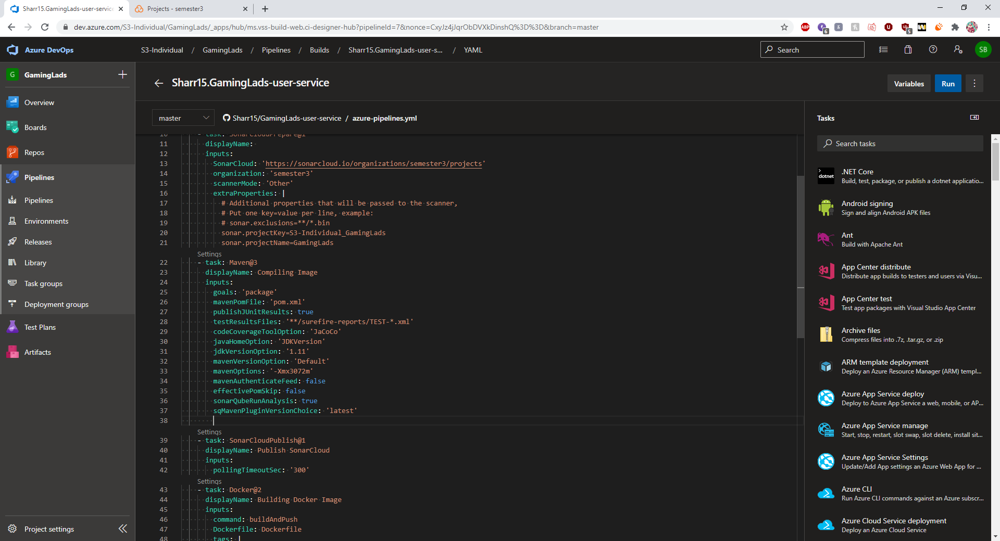 Sharr15.GamingLads-user-service
Projects - semester3
dev.azure.com/S3-Individual/GamingLads/_apps/hub/ms.vss-build-web.ci-designer-hub?pipelineId=7&nonce=CxyJz4jJqrObDVXkDinshQ%3D%3D&branch=master
ABP
6
5
Azure DevOps
S3-Individual / GamingLads / Pipelines / Builds / Sharr15.GamingLads-user-s... / YAML
Search
SB
G GamingLads
Overview
Boards
Repos
Pipelines
Pipelines
Environments
Releases
Library
Task groups
Deployment groups
Test Plans
Artifacts
Project settings
Sharr15.GamingLads-user-service
Variables
Run
master
Sharr15/GamingLads-user-service / azure-pipelines.yml
10 - task: SonarCloudPrepare@1
11 displayName:
12 inputs:
13 SonarCloud: 'https://sonarcloud.io/organizations/semester3/projects'
14 organization: 'semester3'
15 scannerMode: 'Other'
16 extraProperties: |
17 # Additional properties that will be passed to the scanner,
18 # Put one key=value per line, example:
19 # sonar.exclusions=**/*.bin
20 sonar.projectKey=S3-Individual_GamingLads
21 sonar.projectName=GamingLads
Settings
22 - task: Maven@3
23 displayName: Compiling Image
24 inputs:
25 goals: 'package'
26 mavenPomFile: 'pom.xml'
27 publishJUnitResults: true
28 testResultsFiles: '**/surefire-reports/TEST-*.xml'
29 codeCoverageToolOption: 'JaCoCo'
30 javaHomeOption: 'JDKVersion'
31 jdkVersionOption: '1.11'
32 mavenVersionOption: 'Default'
33 mavenOptions: '-Xmx3072m'
34 mavenAuthenticateFeed: false
35 effectivePomSkip: false
36 sonarQubeRunAnalysis: true
37 sqMavenPluginVersionChoice: 'latest'
38
Settings
39 - task: SonarCloudPublish@1
40 displayName: Publish SonarCloud
41 inputs:
42 pollingTimeoutSec: '300'
Settings
43 - task: Docker@2
44 displayName: Building Docker Image
45 inputs:
46 command: buildAndPush
47 Dockerfile: Dockerfile
48 tags: |
Tasks
Search tasks
dotnet
.NET Core
Build, test, package, or publish a dotnet applicatio...
Android signing
Sign and align Android APK files
Ant
Build with Apache Ant
App Center distribute
Distribute app builds to testers and users via Visu...
App Center test
Test app packages with Visual Studio App Center
Archive files
Compress files into .7z, .tar.gz, or .zip
ARM template deployment
Deploy an Azure Resource Manager (ARM) templ...
Azure App Service deploy
Deploy to Azure App Service a web, mobile, or AP...
Azure App Service manage
Start, stop, restart, slot swap, slot delete, install sit...
Azure App Service Settings
Update/Add App settings an Azure Web App for ...
Azure CLI
Run Azure CLI commands against an Azure subscr...
Azure Cloud Service deployment
Deploy an Azure Cloud Service